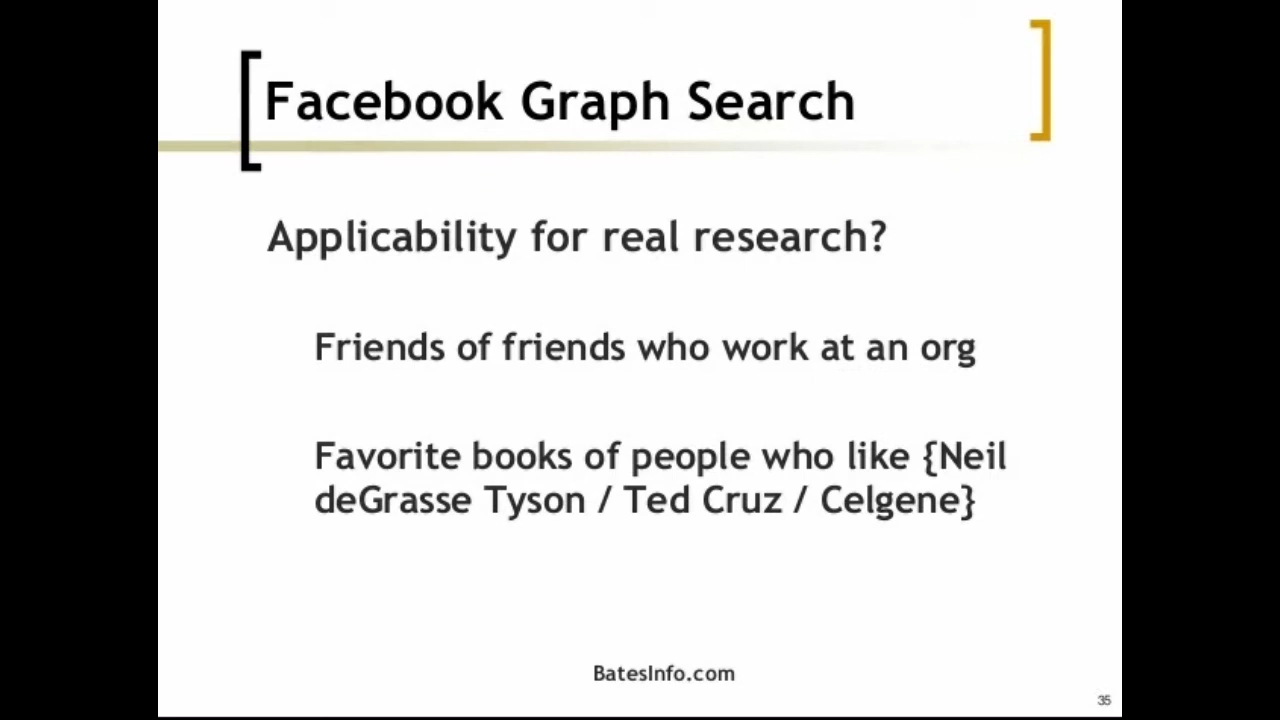 Facebook Graph Search
Applicability for real research?
Friends of friends who work at an org
Favorite books of people who like {Neil
deGrasse Tyson / Ted Cruz / Celgene}
BatesInfo.com
35